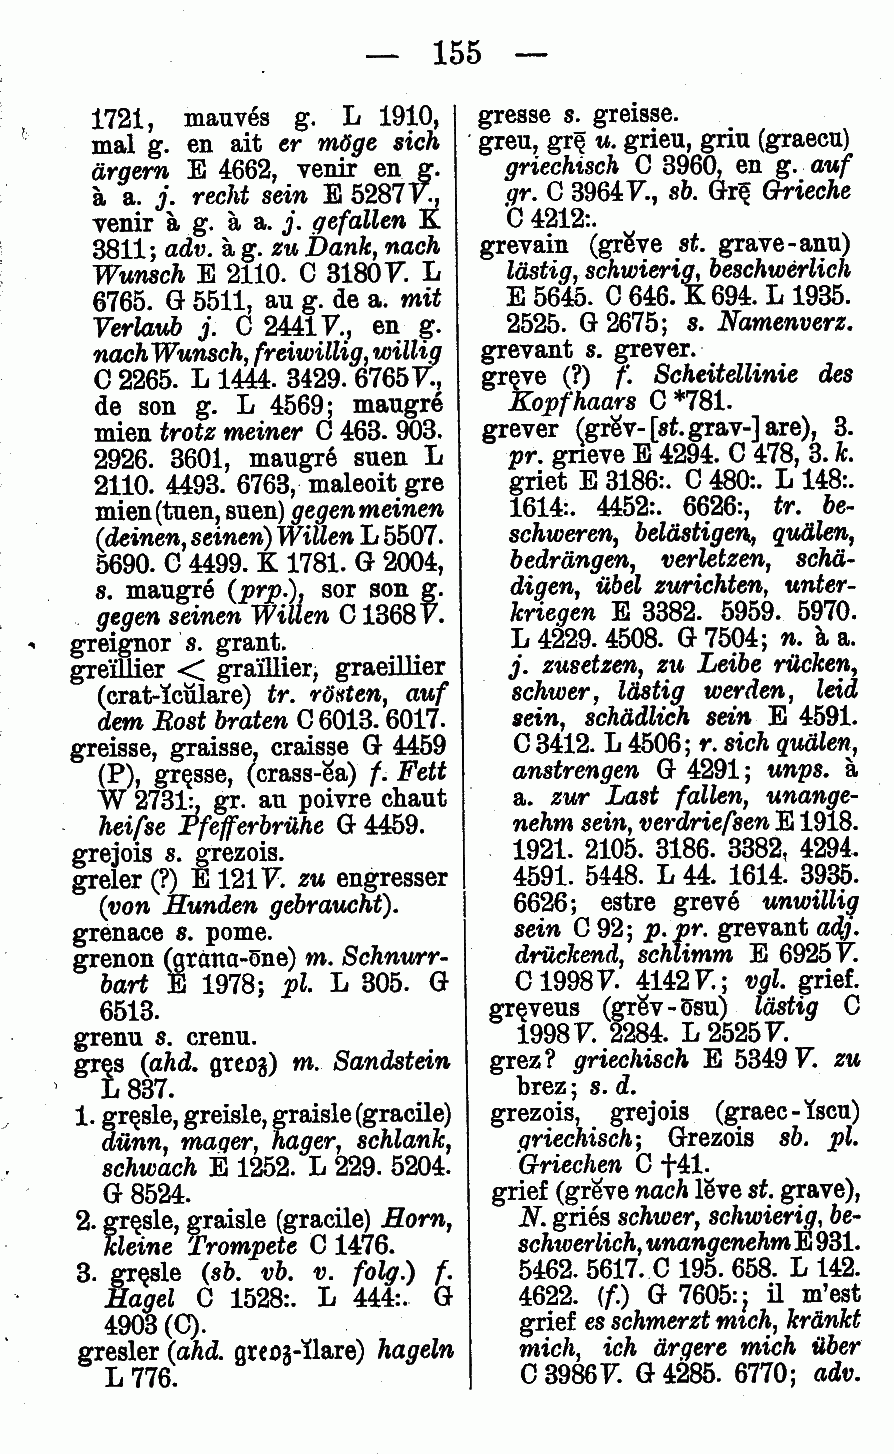 — 155 —
1721, mauvés g. L 1910,
mal g. en ait er möge sich
ärgern E 4662, venir en g.
à a. j. recht sein E 5287 V.,
venir à g. à a. j. gefallen K
3811; adv. à g. zu Dank, nach
Wunsch E 2110. C 3180 V. L
6765. G 5511, au g. de a. mit
Verlaub j. C 2441 V., en g.
nach Wunsch, freiwillig, willig
C 2265. L 1444. 3429. 6765 V.,
de son g. L 4569; maugré
mien trotz meiner C 463. 903.
2926. 3601, maugré suen L
2110. 4493. 6763, maleoit gre
mien (tuen, suen) gegen meinen
(deinen, seinen) Willen L 5507.
5690. C 4499. K 1781. G 2004,
s. maugré (prp.), sor son g.
gegen seinen Willen C 1368 V.
greignor s. grant.
greïllier < graïllier, graeillier
(crat-ĭcŭlare) tr. rösten, auf
dem Rost braten C 6013. 6017.
greisse, graisse, craisse G 4459
(P), gręsse, (crass-ĕa) f. Fett
W 2731:, gr. au poivre chaut
heiſse Pfefferbrühe G 4459.
grejois s. grezois.
greler (?) E 121 V. zu engresser
(von Hunden gebraucht).
grenace s. pome.
grenon (grana-ōne) m. Schnurr-
bart E 1978; pl. L 305. G
6513.
grenu s. crenu.
gręs (ahd. greoȝ) m. Sandstein
L 837.
1. gręsle, greisle, graisle (gracile)
dünn, mager, hager, schlank,
schwach E 1252. L 229. 5204.
G 8524.
2. gręsle, graisle (gracile) Horn,
kleine Trompete C 1476.
3. gręsle (sb. vb. v. folg.) f.
Hagel C 1528:. L 444:. G
4903 (C).
gresler (ahd. greoȝ-ĭlare) hageln
L 776.
gresse s. greisse.
greu, grę̄ u. grieu, griu (graecu)
griechisch C 3960, en g. auf
gr. C 3964 V., sb. Grę̄ Grieche
C 4212:.
grevain (grĕve st. grave-anu)
lästig, schwierig, beschwerlich
E 5645. C 646. K 694. L 1935.
2525. G 2675; s. Namenverz.
grevant s. grever.
gręve (?) f. Scheitellinie des
Kopfhaars C *781.
grever (grĕv-[st. grav-] are), 3.
pr. grieve E 4294. C 478, 3. k.
griet E 3186:. C 480:. L 148:.
1614:. 4452:. 6626:, tr. be-
schweren, belästigen, quälen,
bedrängen, verletzen, schä-
digen, übel zurichten, unter-
kriegen E 3382. 5959. 5970.
L 4229. 4508. G 7504; n. à a.
j. zusetzen, zu Leibe rücken,
schwer, lästig werden, leid
sein, schädlich sein E 4591.
C 3412. L 4506; r. sich quälen,
anstrengen G 4291; unps. à
a. zur Last fallen, unange-
nehm sein, verdrieſsen E 1918.
1921. 2105. 3186. 3382, 4294.
4591. 5448. L 44. 1614. 3935.
6626; estre grevé unwillig
sein C 92; p. pr. grevant adj.
drückend, schlimm E 6925 V.
C 1998 V. 4142 V.; vgl. grief.
gręveus (grĕv-ōsu) lästig C
1998 V. 2284. L 2525 V.
grez? griechisch E 5349 V. zu
brez; s. d.
grezois, grejois (graec-ĭscu)
griechisch; Grezois sb. pl.
Griechen C †41.
grief (grĕve nach lĕve st. grave),
N. griés schwer, schwierig, be-
schwerlich, unangenehm E 931.
5462. 5617. C 195. 658. L 142.
4622. (f.) G 7605:; il m'est
grief es schmerzt mich, kränkt
mich, ich ärgere mich über
C 3986 V. G 4285. 6770; adv.